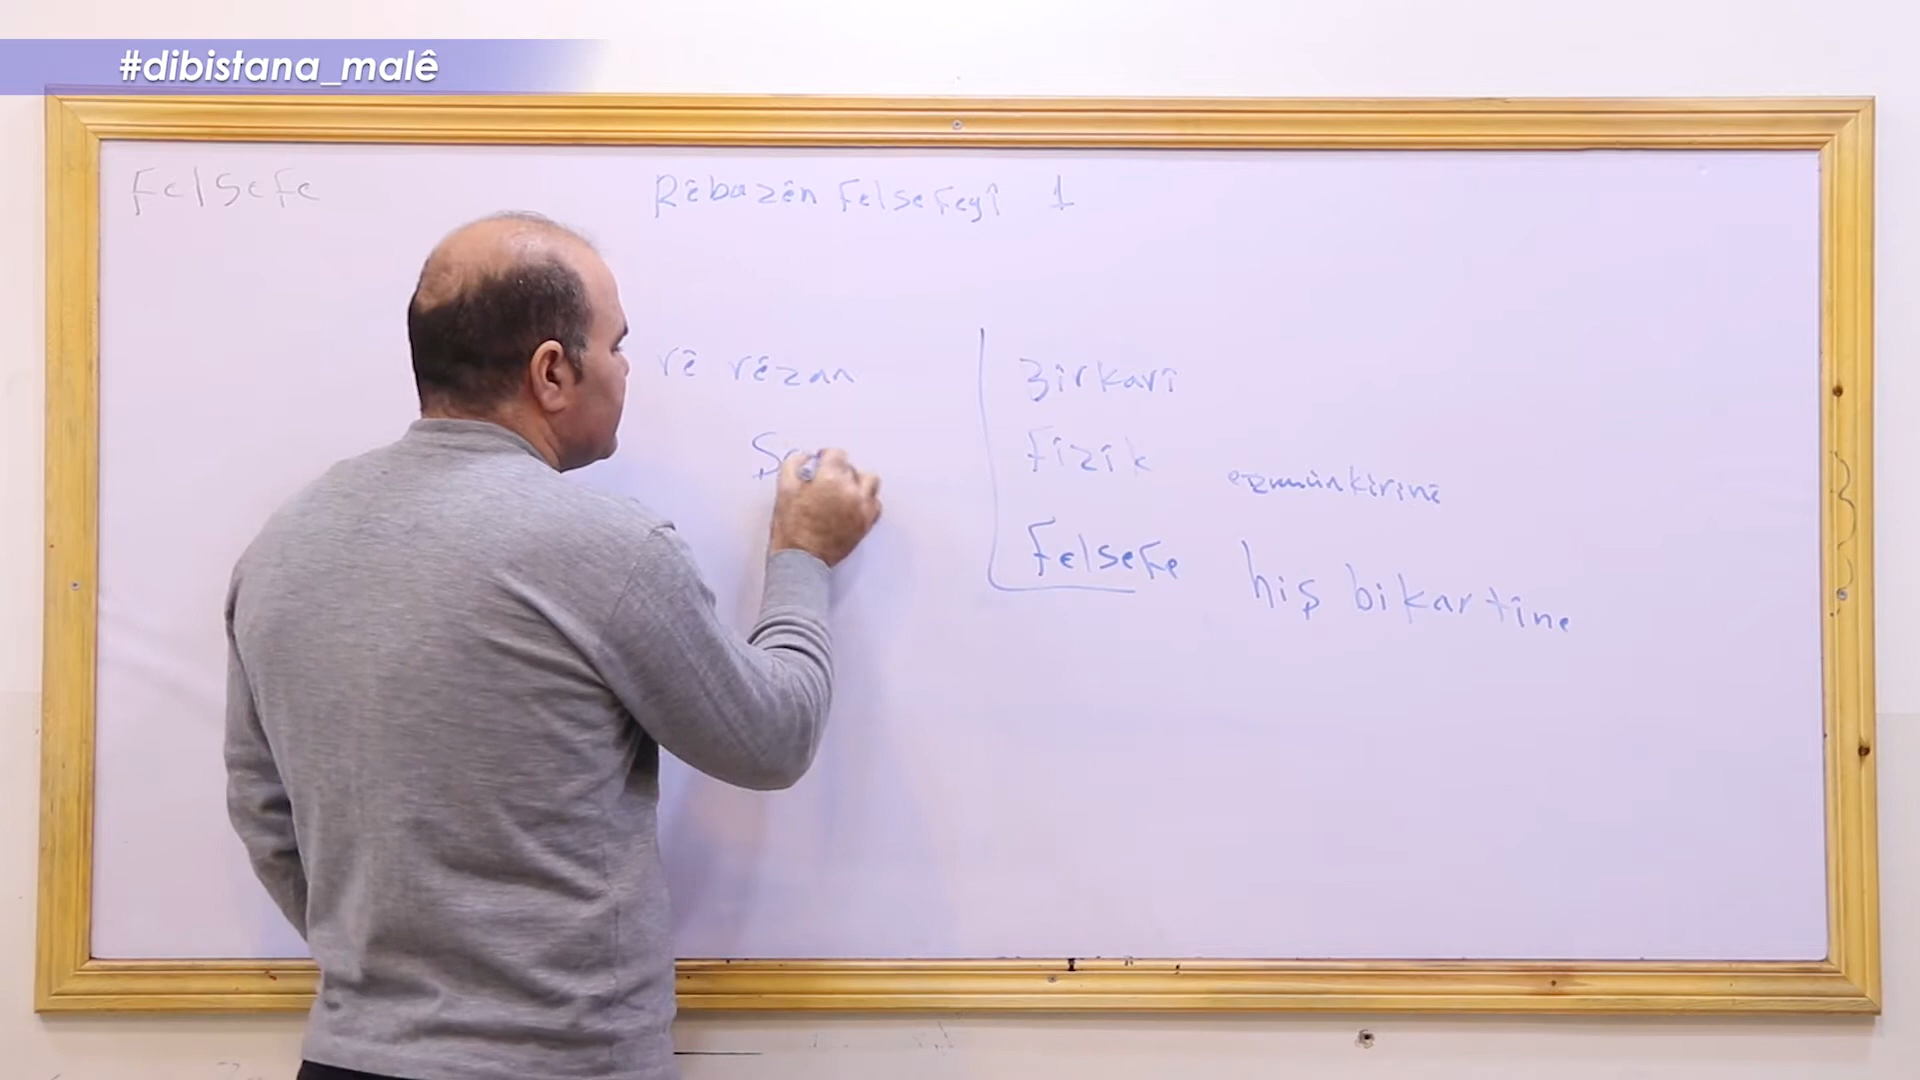 #dibistana_malê
Felsefe
Rêbazên Felsefeyî 1
rê rêzan
Bîrkarî
Fîzîk
ezmûnkirinê
Felsefe
hiş bikartîne